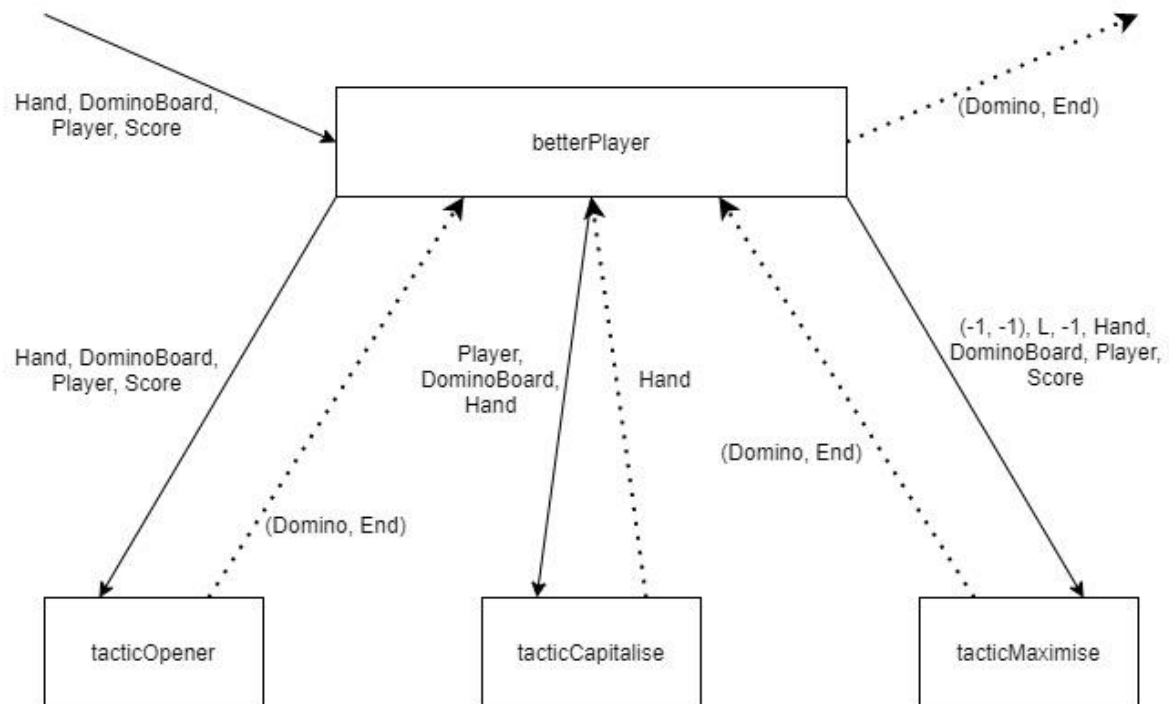 Hand, DominoBoard,
Player, Score
(Domino, End)
betterPlayer
Hand, DominoBoard,
Player, Score
(Domino, End)
Player,
DominoBoard,
Hand
Hand
(Domino, End)
(-1, -1), L, -1, Hand,
DominoBoard, Player,
Score
tacticOpener
tacticCapitalise
tacticMaximise